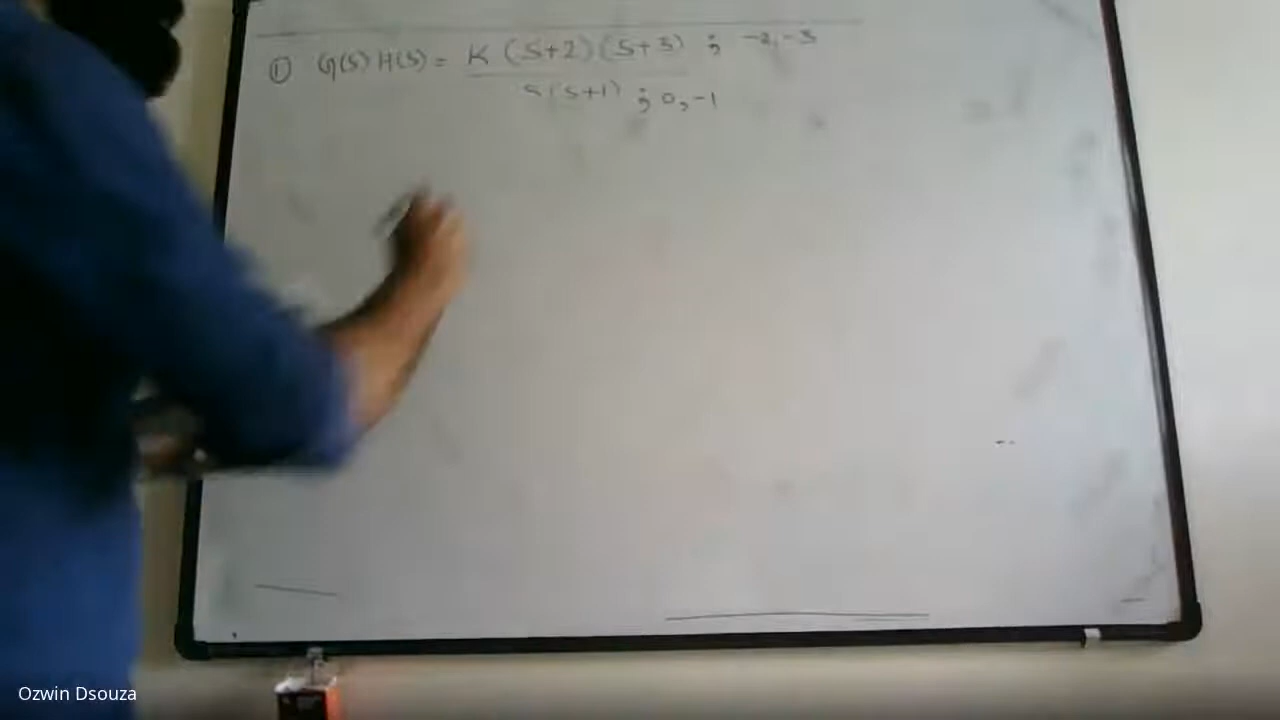 ① G(S) H(S) = K (S+2) (S+3) ; -2, -3
S (S+1) ; 0, -1
Ozwin Dsouza